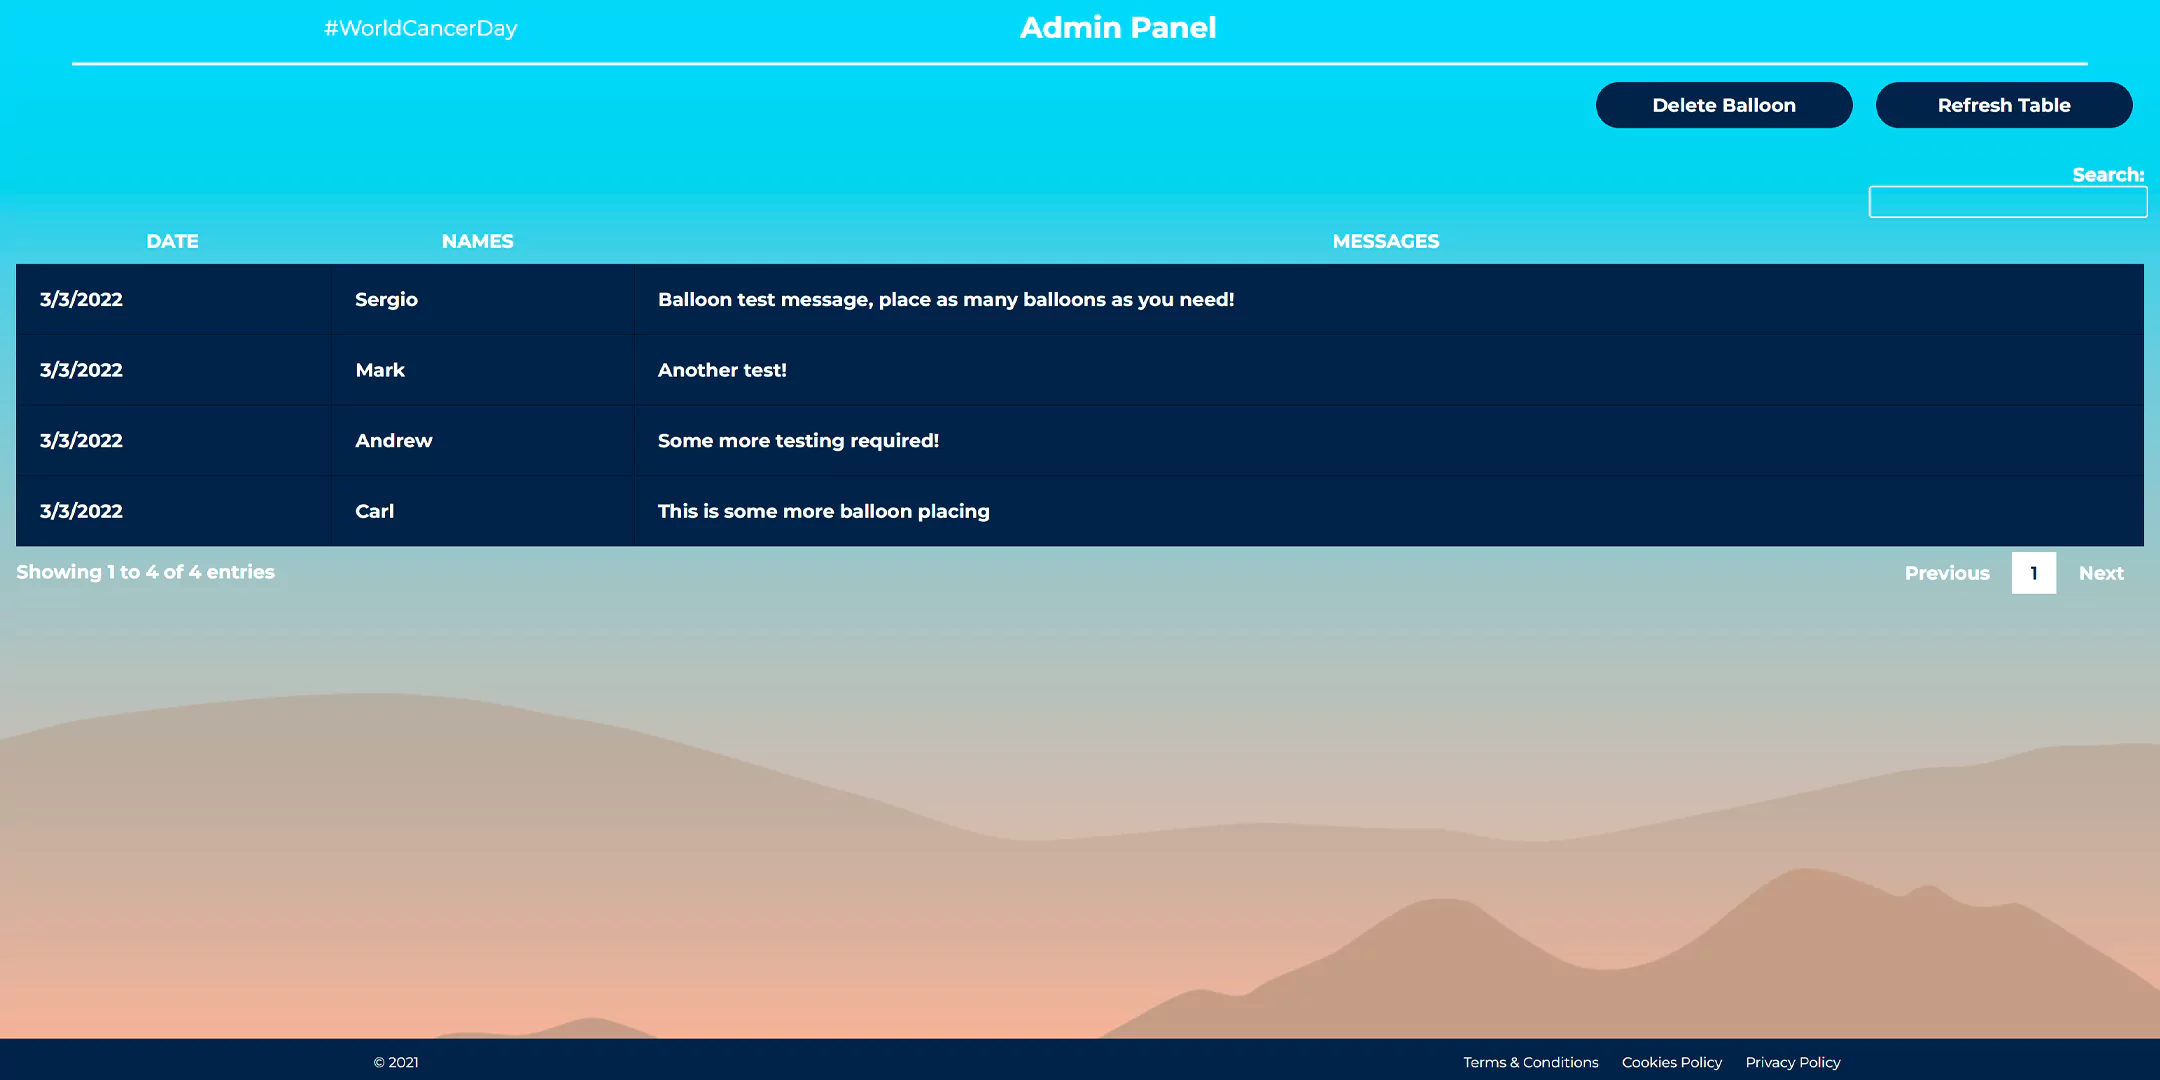 #WorldCancerDay
Admin Panel
Delete Balloon
Refresh Table
Search:
DATE NAMES MESSAGES
3/3/2022 Sergio Balloon test message, place as many balloons as you need!
3/3/2022 Mark Another test!
3/3/2022 Andrew Some more testing required!
3/3/2022 Carl This is some more balloon placing
Showing 1 to 4 of 4 entries
Previous 1 Next
© 2021
Terms & Conditions Cookies Policy Privacy Policy